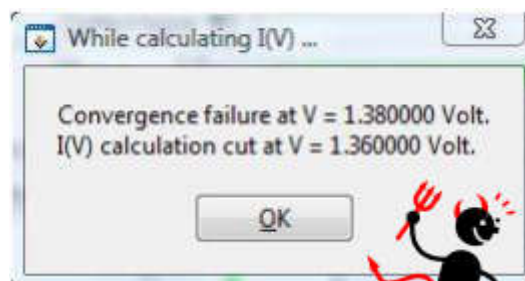 While calculating I(V) ...
Convergence failure at V = 1.380000 Volt.
I(V) calculation cut at V = 1.360000 Volt.
OK